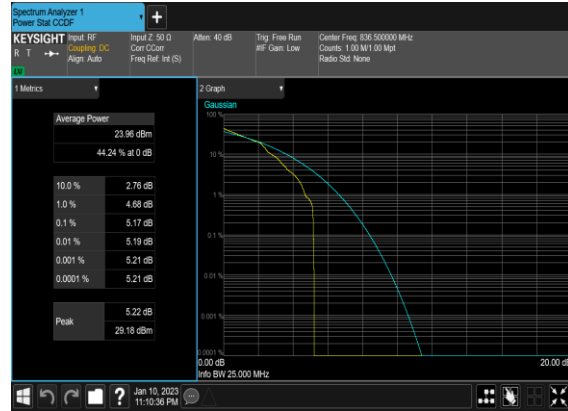 Spectrum Analyzer 1
Power Stat CCDF
KEYSIGHT
R T
LXI
Input: RF
Coupling: DC
Align: Auto
Input Z: 50 Ω
Corr CCorr
Freq Ref: Int (S)
Atten: 40 dB
Trig: Free Run
#IF Gain: Low
Center Freq: 836.500000 MHz
Counts: 1.00 M/1.00 Mpt
Radio Std: None
1 Metrics
Average Power
23.96 dBm
44.24 % at 0 dB
10.0 % 2.76 dB
1.0 % 4.68 dB
0.1 % 5.17 dB
0.01 % 5.19 dB
0.001 % 5.21 dB
0.0001 % 5.21 dB
Peak
5.22 dB
29.18 dBm
2 Graph
Gaussian
100 %
10 %
1 %
0.1 %
0.01 %
0.001 %
0.0001 %
0.00 dB
20.00 dB
Info BW 25.000 MHz
?
Jan 10, 2023
11:10:36 PM